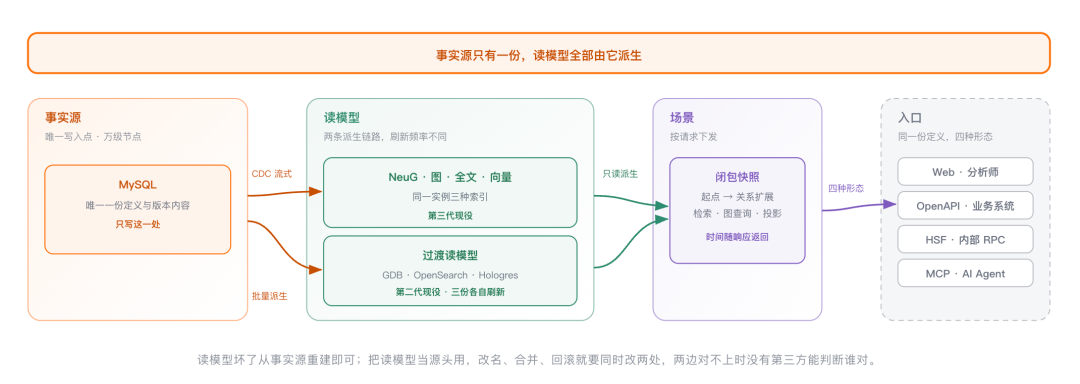 事实源只有一份，读模型全部由它派生
事实源
唯一写入点 · 万级节点
MySQL
唯一一份定义与版本内容
只写这一处
CDC 流式
批量派生
读模型
两条派生链路，刷新频率不同
NeuG · 图 · 全文 · 向量
同一实例三种索引
第三代现役
过渡读模型
GDB · OpenSearch · Hologres
第二代现役 · 三份各自刷新
只读派生
场景
按请求下发
闭包快照
起点 → 关系扩展
检索 · 图查询 · 投影
时间随响应返回
四种形态
入口
同一份定义，四种形态
Web · 分析师
OpenAPI · 业务系统
HSF · 内部 RPC
MCP · AI Agent
读模型坏了从事实源重建即可；把读模型当源头用，改名、合并、回滚就要同时改两处，两边对不上时没有第三方能判断谁对。